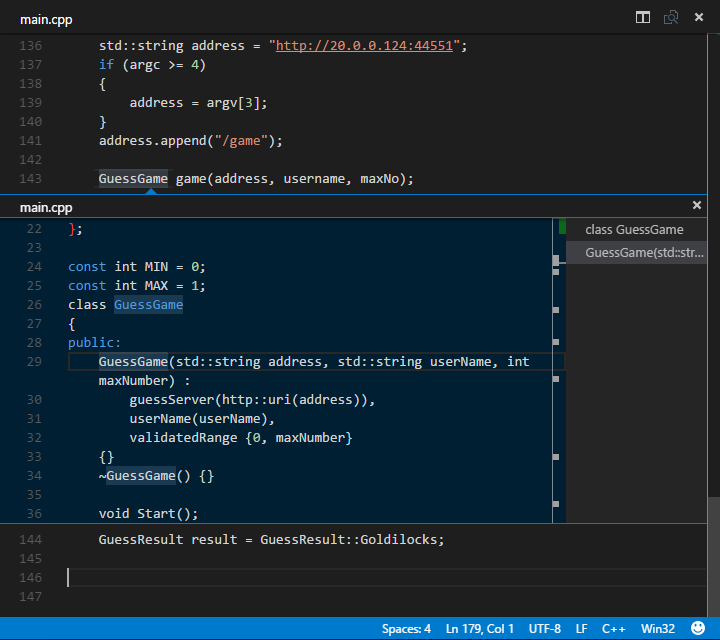 main.cpp
136 std::string address = "http://20.0.0.124:44551";
137 if (argc >= 4)
138 {
139 address = argv[3];
140 }
141 address.append("/game");
142
143 GuessGame game(address, username, maxNo);
main.cpp
22 };
23
24 const int MIN = 0;
25 const int MAX = 1;
26 class GuessGame
27 {
28 public:
29 GuessGame(std::string address, std::string userName, int
maxNumber) :
30 guessServer(http::uri(address)),
31 userName(userName),
32 validatedRange {0, maxNumber}
33 {}
34 ~GuessGame() {}
35
36 void Start();
class GuessGame
GuessGame(std::str...
144 GuessResult result = GuessResult::Goldilocks;
145
146
147
Spaces: 4 Ln 179, Col 1 UTF-8 LF C++ Win32